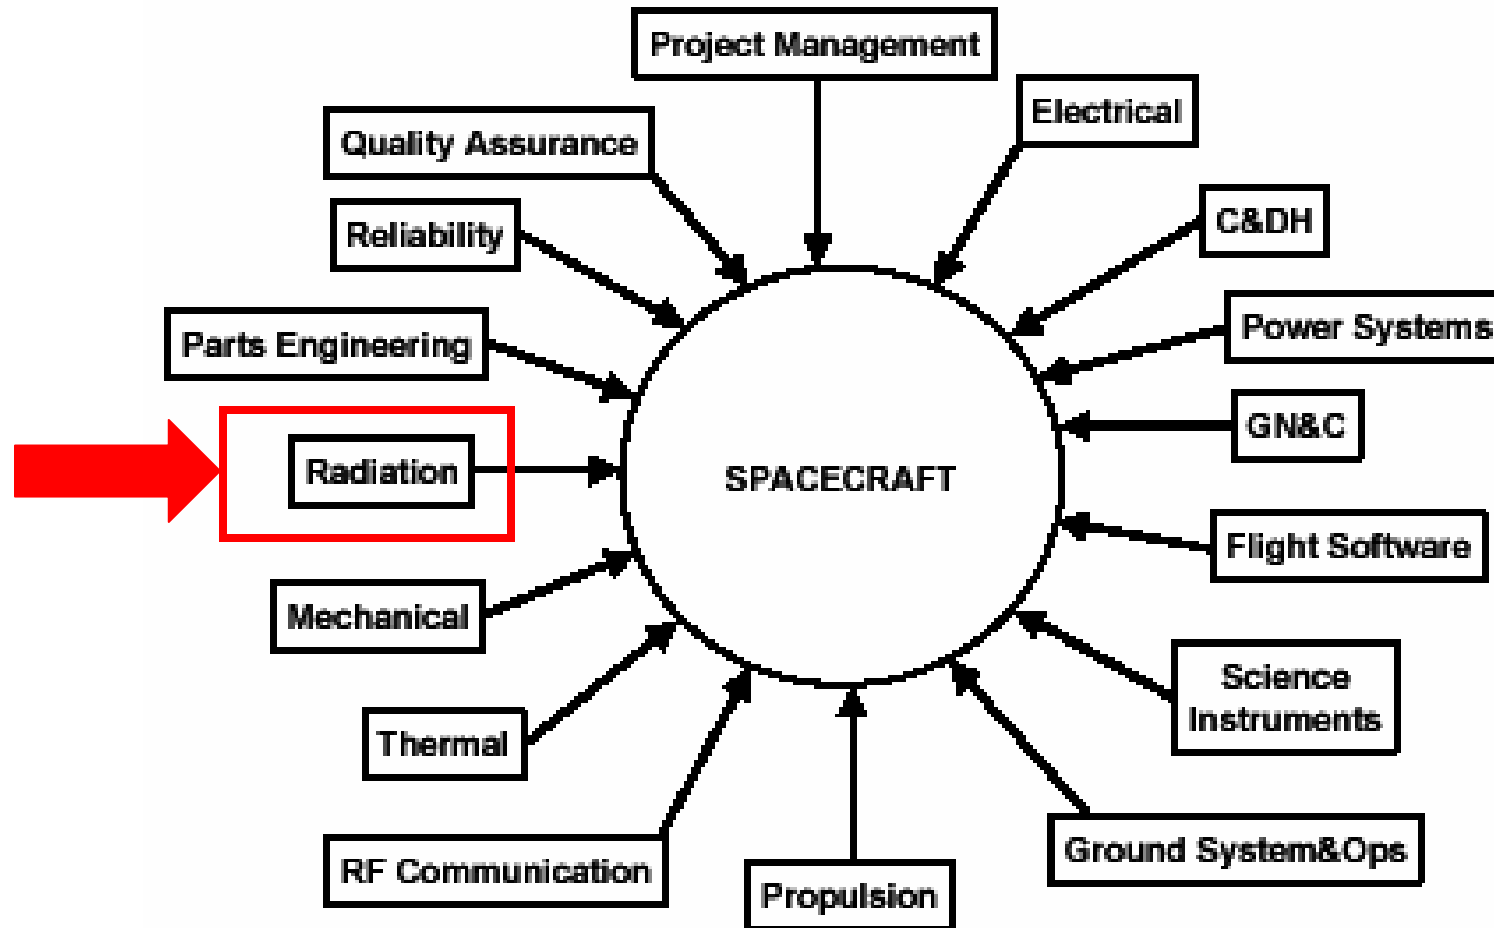 Project Management
Electrical
Quality Assurance
C&DH
Reliability
Power Systems
Parts Engineering
GN&C
Radiation
SPACECRAFT
Flight Software
Mechanical
Science
Instruments
Thermal
Ground System&Ops
RF Communication
Propulsion